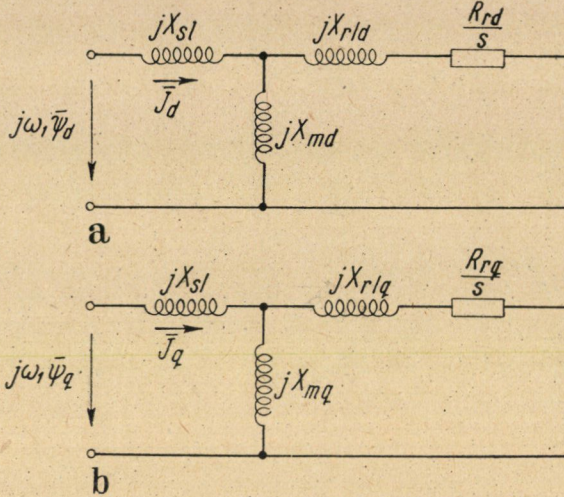 jX_sl
jX_rld
R_rd/s
J̄_d
jω₁ψ̄_d
jX_md
a
jX_sl
jX_rlq
R_rq/s
J̄_q
jω₁ψ̄_q
jX_mq
b